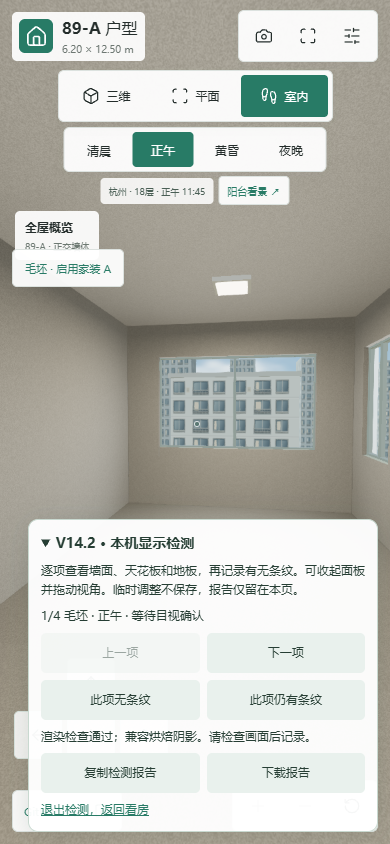 89-A 户型
6.20 × 12.50 m
三维
平面
室内
清晨
正午
黄昏
夜晚
杭州 · 18层 · 正午 11:45
阳台看景 ↗
全屋概览
89-A · 正交墙体
毛坯 · 启用家装 A
▼ V14.2 • 本机显示检测
逐项查看墙面、天花板和地板，再记录有无条纹。可收起面板
并拖动视角。临时调整不保存，报告仅留在本页。
1/4 毛坯 · 正午 · 等待目视确认
上一项
下一项
此项无条纹
此项仍有条纹
渲染检查通过；兼容烘焙阴影。请检查画面后记录。
复制检测报告
下载报告
退出检测，返回看房